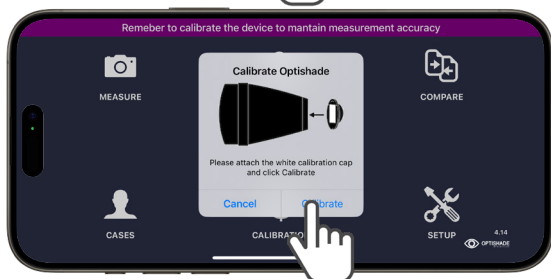 Remeber to calibrate the device to mantain measurement accuracy
Calibrate Optishade
MEASURE
COMPARE
Please attach the white calibration cap
and click Calibrate
Cancel
CASES
SETUP
4.14
OPTISHADE